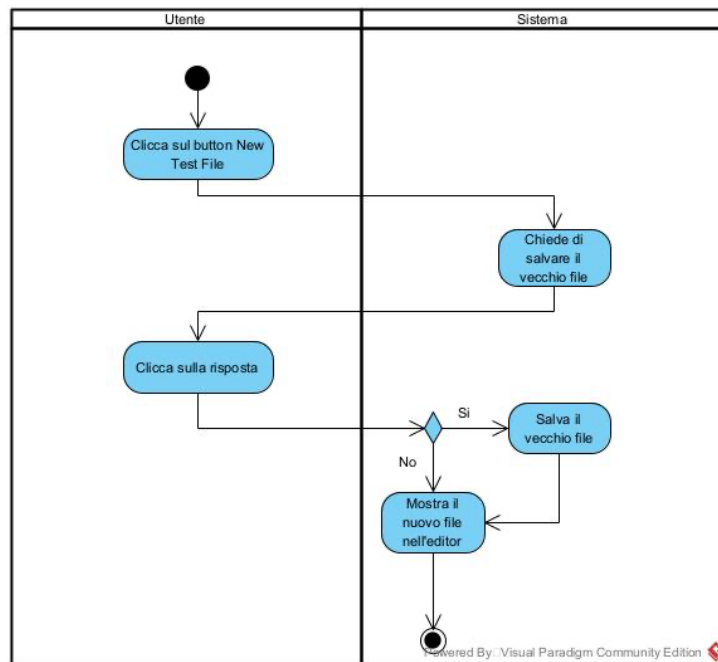 Utente
Sistema
Clicca sul button New
Test File
Chiede di
salvare il
vecchio file
Clicca sulla risposta
Si
Salva il
vecchio file
No
Mostra il
nuovo file
nell'editor
Powered By Visual Paradigm Community Edition